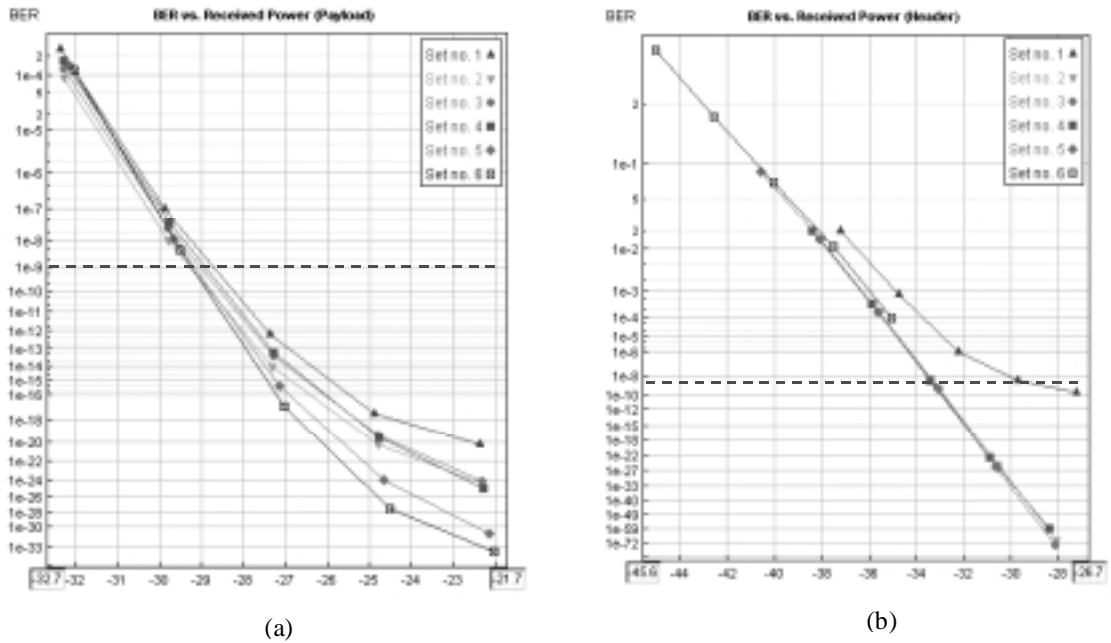 BER
BER vs. Received Power (Payload)
Set no. 1
Set no. 2
Set no. 3
Set no. 4
Set no. 5
Set no. 6
2
1e-4
5
2
1e-5
1e-6
1e-7
1e-8
1e-9
1e-10
1e-11
1e-12
1e-13
1e-14
1e-15
1e-16
1e-18
1e-20
1e-22
1e-24
1e-26
1e-28
1e-30
1e-33
-32.7 -32 -31 -30 -29 -28 -27 -26 -25 -24 -23 -21.7
(a)
BER
BER vs. Received Power (Header)
Set no. 1
Set no. 2
Set no. 3
Set no. 4
Set no. 5
Set no. 6
2
1e-1
5
2
1e-2
1e-3
1e-4
1e-5
1e-6
1e-8
1e-10
1e-12
1e-15
1e-18
1e-22
1e-27
1e-33
1e-40
1e-49
1e-59
1e-72
-45.6 -44 -42 -40 -38 -36 -34 -32 -30 -28 -26.7
(b)